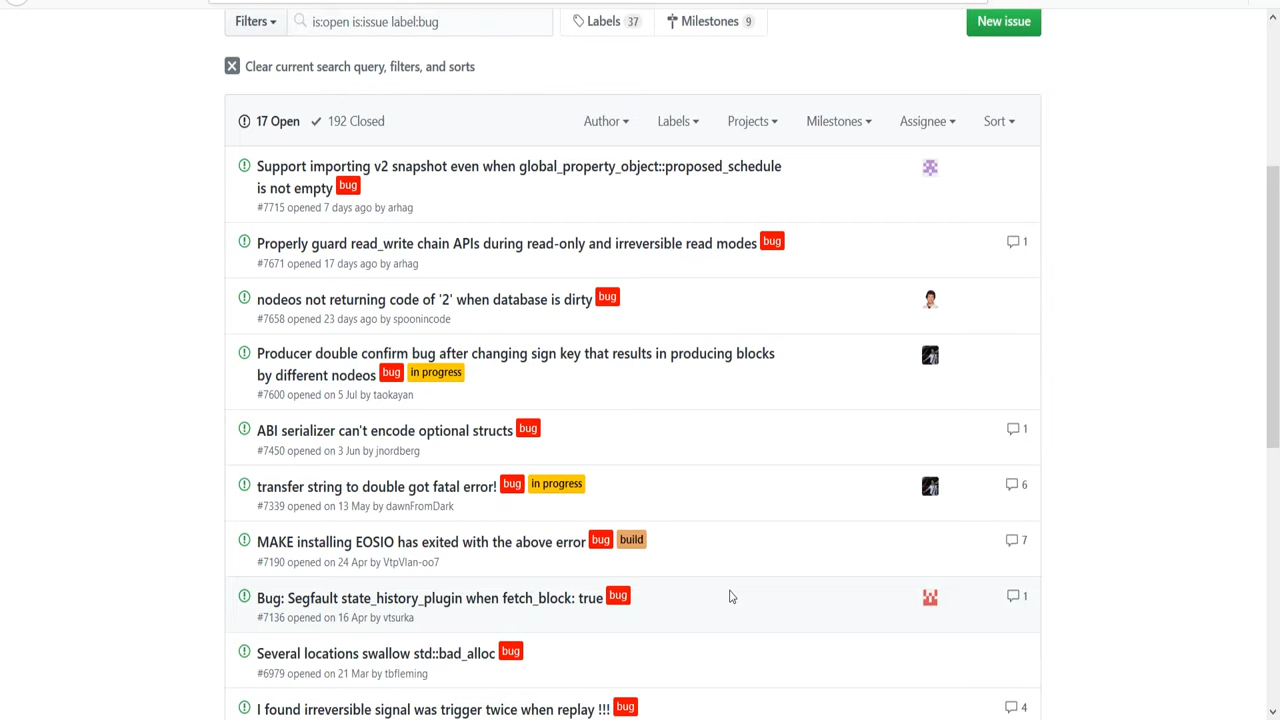 Filters
is:open is:issue label:bug
Labels 37
Milestones 9
New issue
Clear current search query, filters, and sorts
17 Open
192 Closed
Author
Labels
Projects
Milestones
Assignee
Sort
Support importing v2 snapshot even when global_property_object::proposed_schedule
is not empty bug
#7715 opened 7 days ago by arhag
Properly guard read_write chain APIs during read-only and irreversible read modes bug
1
#7671 opened 17 days ago by arhag
nodeos not returning code of '2' when database is dirty bug
#7658 opened 23 days ago by spoonincode
Producer double confirm bug after changing sign key that results in producing blocks
by different nodeos bug in progress
#7600 opened on 5 Jul by taokayan
ABI serializer can't encode optional structs bug
1
#7450 opened on 3 Jun by jnordberg
transfer string to double got fatal error! bug in progress
6
#7339 opened on 13 May by dawnFromDark
MAKE installing EOSIO has exited with the above error bug build
7
#7190 opened on 24 Apr by VtpVlan-oo7
Bug: Segfault state_history_plugin when fetch_block: true bug
1
#7136 opened on 16 Apr by vtsurka
Several locations swallow std::bad_alloc bug
#6979 opened on 21 Mar by tbfleming
I found irreversible signal was trigger twice when replay !!! bug
4